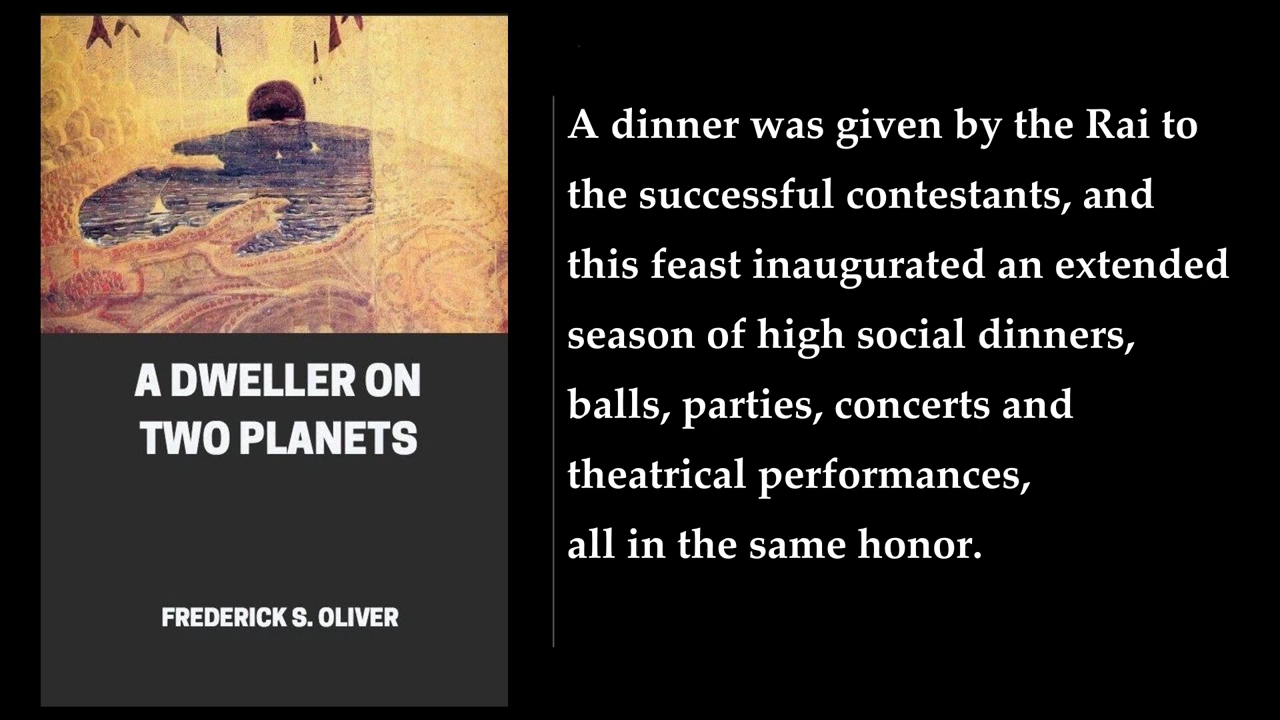 A DWELLER ON
TWO PLANETS
FREDERICK S. OLIVER
A dinner was given by the Rai to
the successful contestants, and
this feast inaugurated an extended
season of high social dinners,
balls, parties, concerts and
theatrical performances,
all in the same honor.